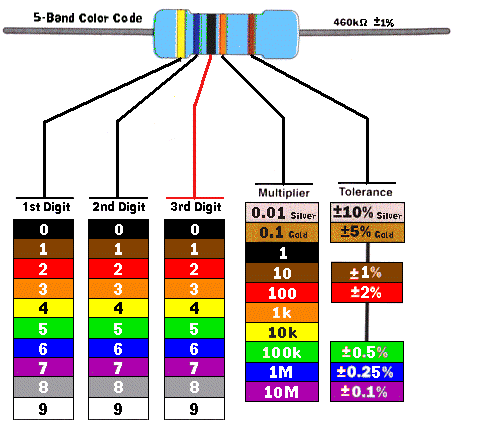 5-Band Color Code
460kΩ ±1%
1st Digit 2nd Digit 3rd Digit Multiplier Tolerance
0.01 Silver ±10% Silver
0 0 0 0.1 Gold ±5% Gold
1 1 1 1
2 2 2 10 ±1%
3 3 3 100 ±2%
4 4 4 1k
5 5 5 10k
6 6 6 100k ±0.5%
7 7 7 1M ±0.25%
8 8 8 10M ±0.1%
9 9 9